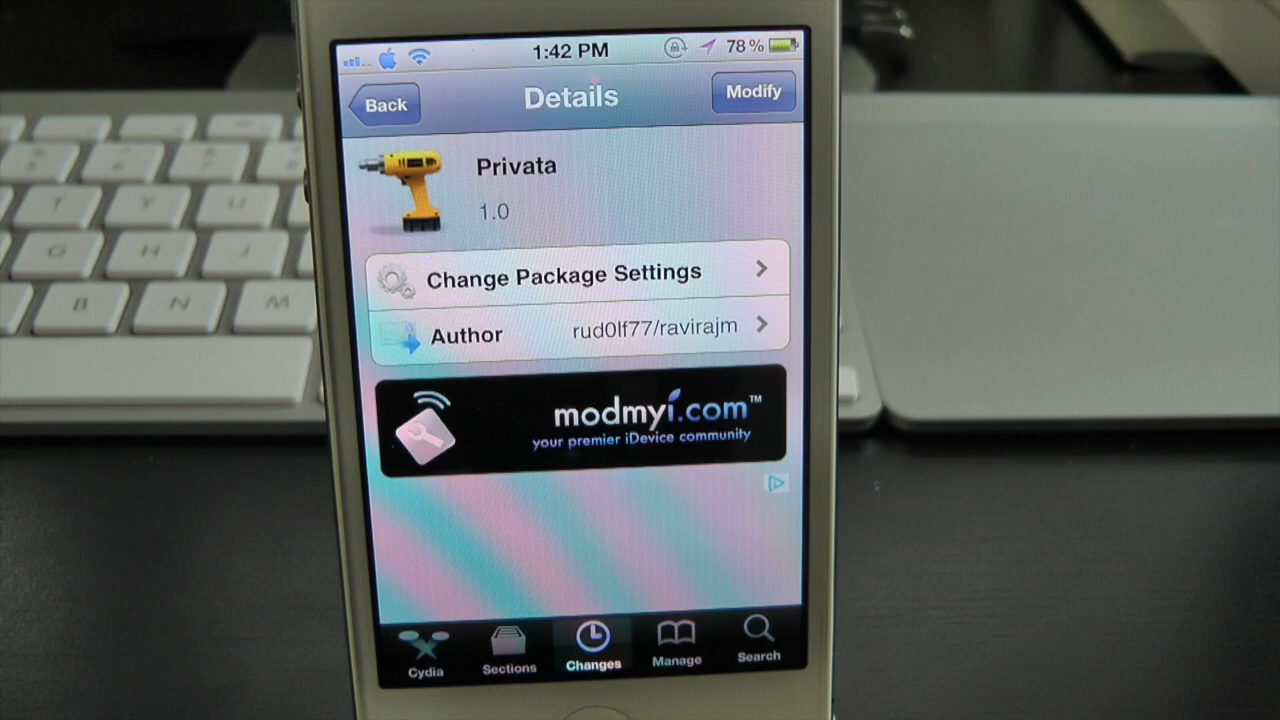 1:42 PM
78%
Back
Details
Modify
Privata
1.0
Change Package Settings
Author
rud0lf77/ravirajm
modmyi.com™
your premier iDevice community
Cydia
Sections
Changes
Manage
Search
T
Y
U
G
H
J
B
N
M